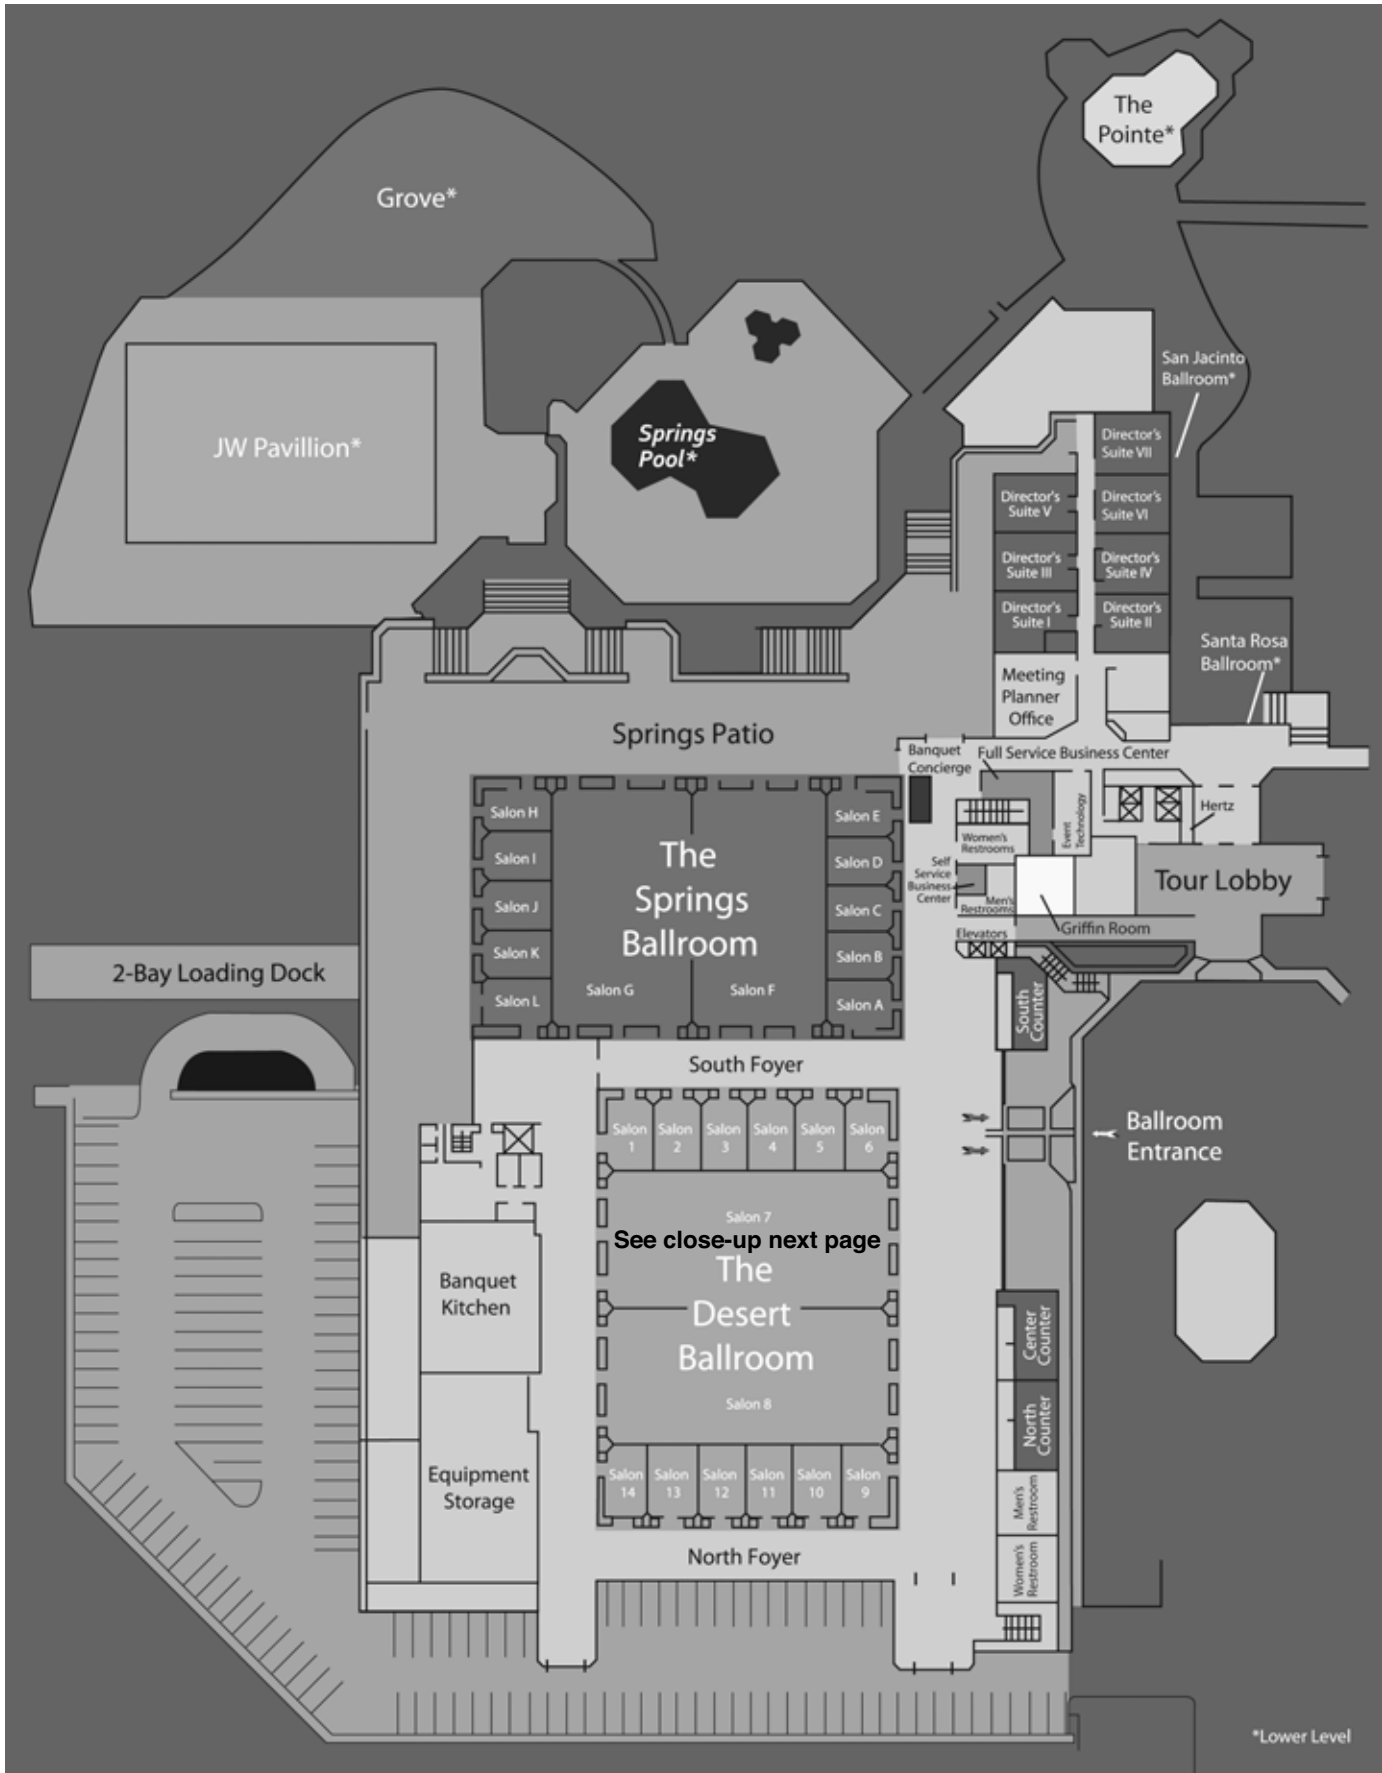 The
Pointe*
Grove*
San Jacinto
Ballroom*
JW Pavillion*
Springs
Pool*
Director's
Suite VII
Director's
Suite V
Director's
Suite VI
Director's
Suite III
Director's
Suite IV
Director's
Suite I
Director's
Suite II
Santa Rosa
Ballroom*
Meeting
Planner
Office
Springs Patio
Banquet
Concierge
Full Service Business Center
Salon H
Salon I
Salon J
Salon K
Salon L
The
Springs
Ballroom
Salon G
Salon F
Salon E
Salon D
Salon C
Salon B
Salon A
Event
Technology
Hertz
Women's
Restrooms
Self
Service
Business
Center
Men's
Restrooms
Tour Lobby
Griffin Room
Elevators
2-Bay Loading Dock
South
Counter
South Foyer
Salon
1
Salon
2
Salon
3
Salon
4
Salon
5
Salon
6
Ballroom
Entrance
Salon 7
See close-up next page
The
Desert
Ballroom
Salon 8
Banquet
Kitchen
Center
Counter
North
Counter
Equipment
Storage
Salon
14
Salon
13
Salon
12
Salon
11
Salon
10
Salon
9
Men's
Restroom
North Foyer
Women's
Restroom
*Lower Level